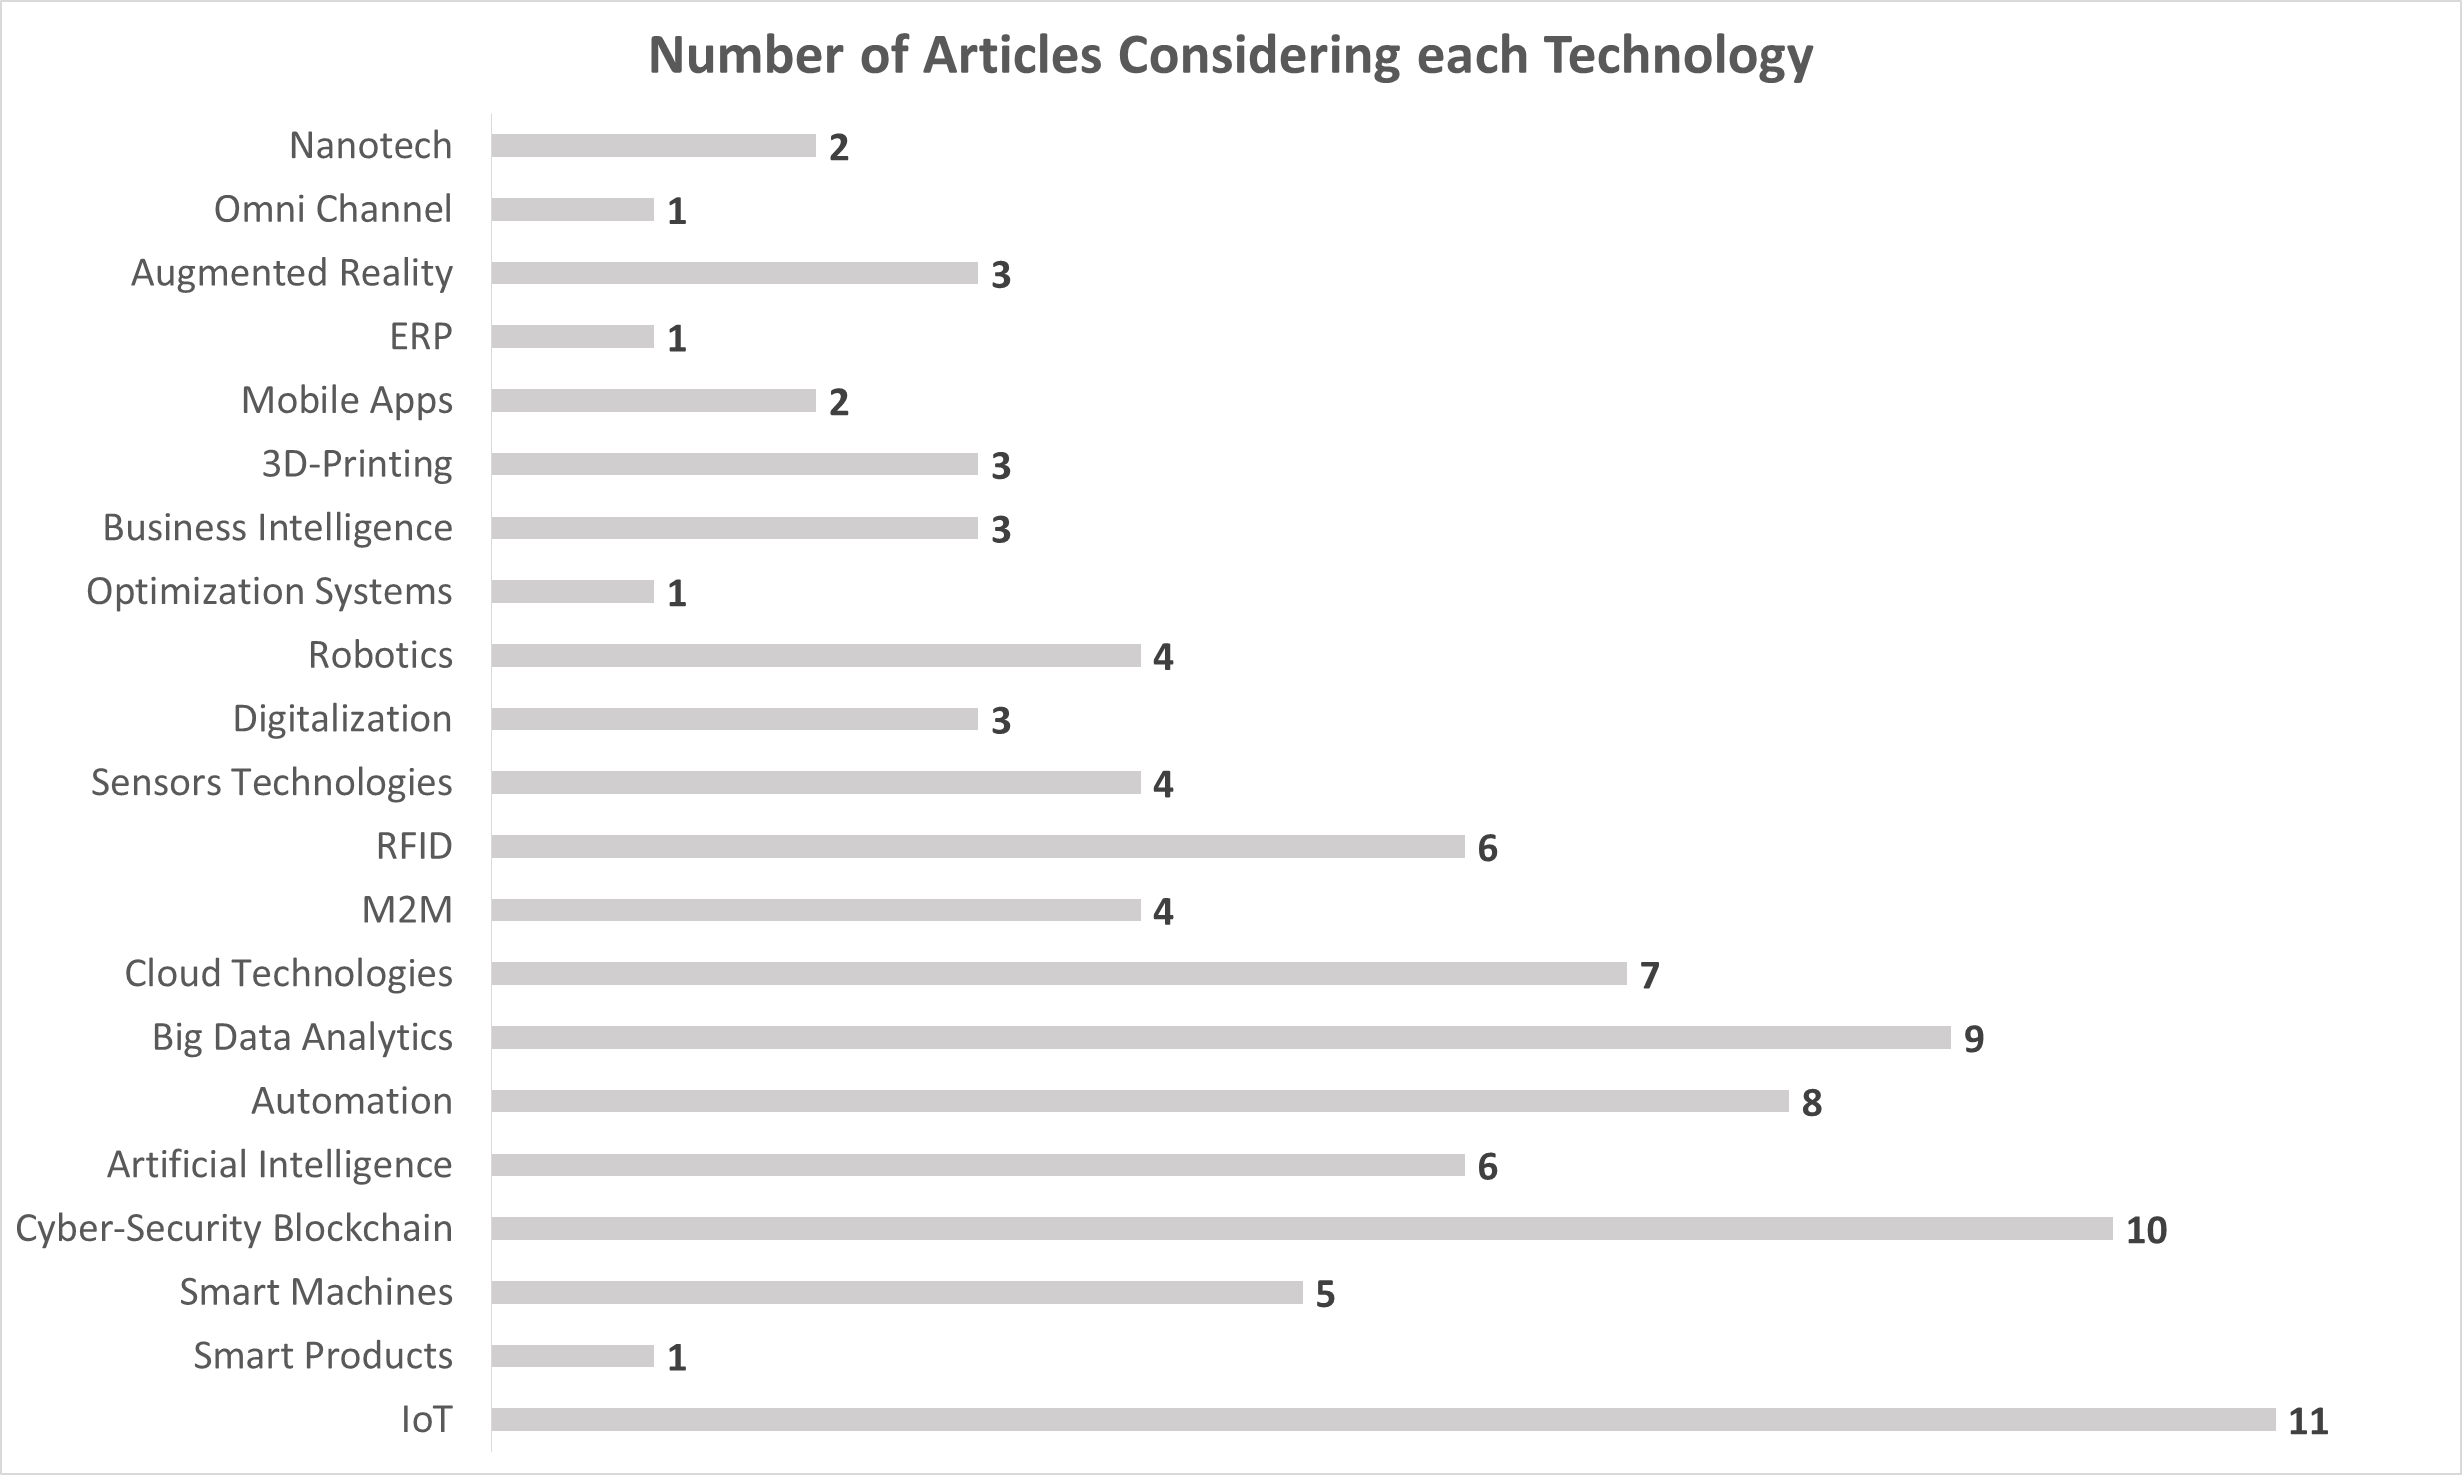 Number of Articles Considering each Technology
Nanotech 2
Omni Channel 1
Augmented Reality 3
ERP 1
Mobile Apps 2
3D-Printing 3
Business Intelligence 3
Optimization Systems 1
Robotics 4
Digitalization 3
Sensors Technologies 4
RFID 6
M2M 4
Cloud Technologies 7
Big Data Analytics 9
Automation 8
Artificial Intelligence 6
Cyber-Security Blockchain 10
Smart Machines 5
Smart Products 1
IoT 11